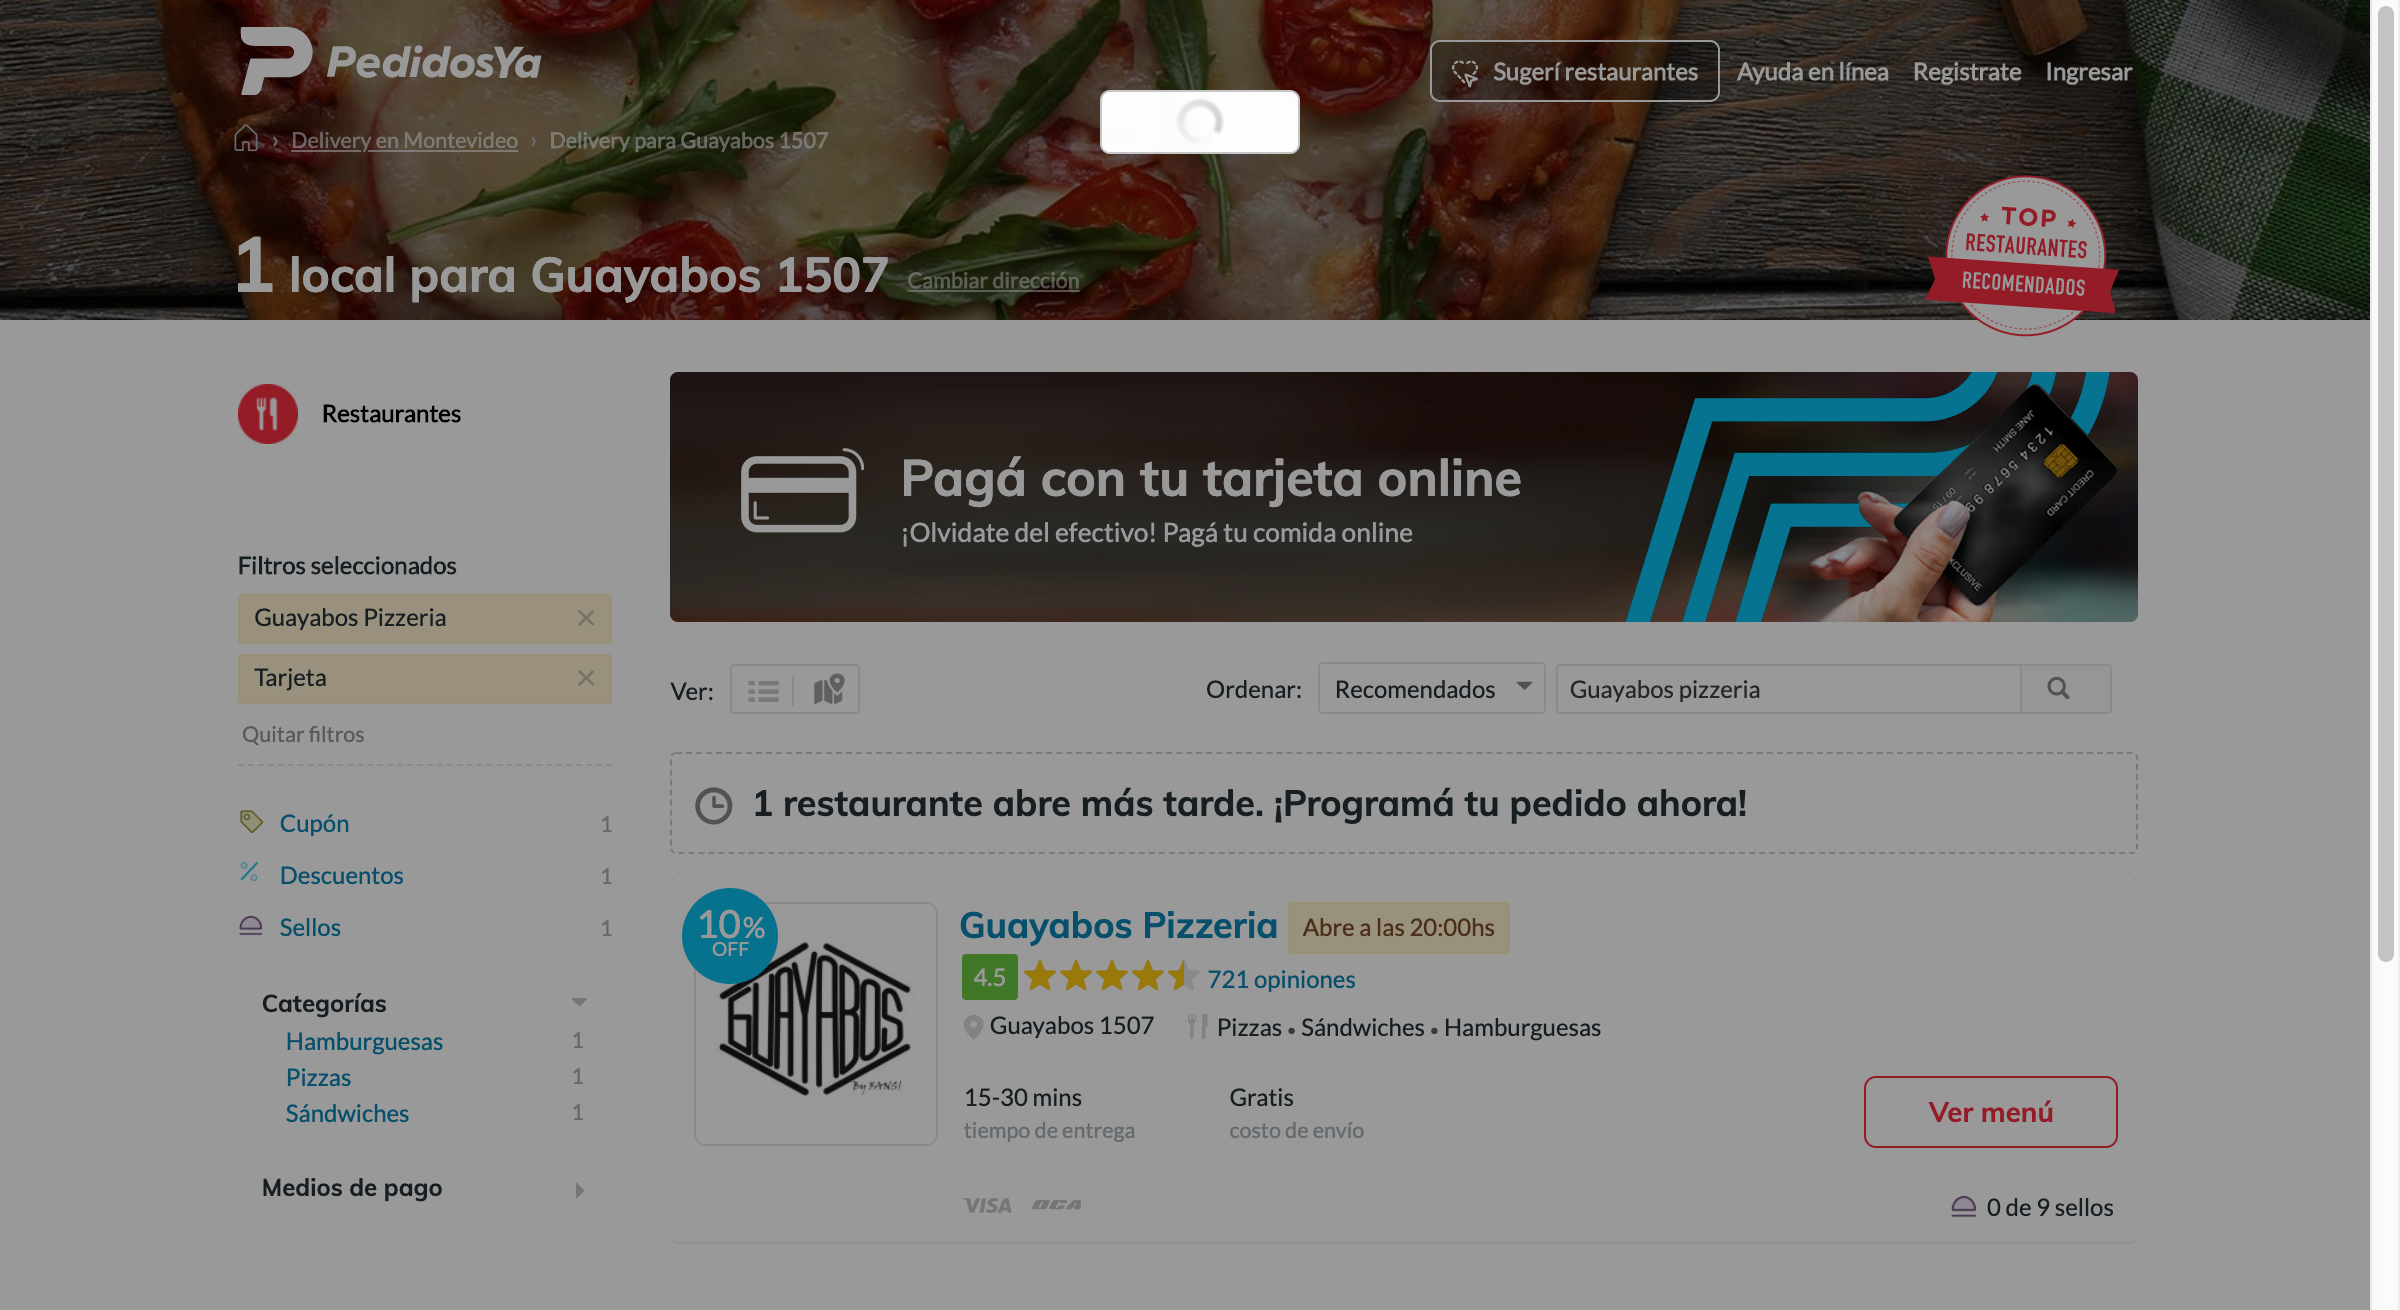 PedidosYa
Sugerí restaurantes
Ayuda en línea
Registrate
Ingresar
› Delivery en Montevideo › Delivery para Guayabos 1507
1 local para Guayabos 1507 Cambiar dirección
TOP
RESTAURANTES
RECOMENDADOS
Restaurantes
Filtros seleccionados
Guayabos Pizzeria
Tarjeta
Quitar filtros
Cupón 1
Descuentos 1
Sellos 1
Categorías
Hamburguesas 1
Pizzas 1
Sándwiches 1
Medios de pago
Pagá con tu tarjeta online
¡Olvidate del efectivo! Pagá tu comida online
JANE SMITH
CREDIT CARD
Ver:
Ordenar: Recomendados
Guayabos pizzeria
1 restaurante abre más tarde. ¡Programá tu pedido ahora!
10%
OFF
GUAYABOS
Guayabos Pizzeria Abre a las 20:00hs
4.5 721 opiniones
Guayabos 1507 Pizzas • Sándwiches • Hamburguesas
15-30 mins
tiempo de entrega
Gratis
costo de envío
Ver menú
VISA OCA
0 de 9 sellos